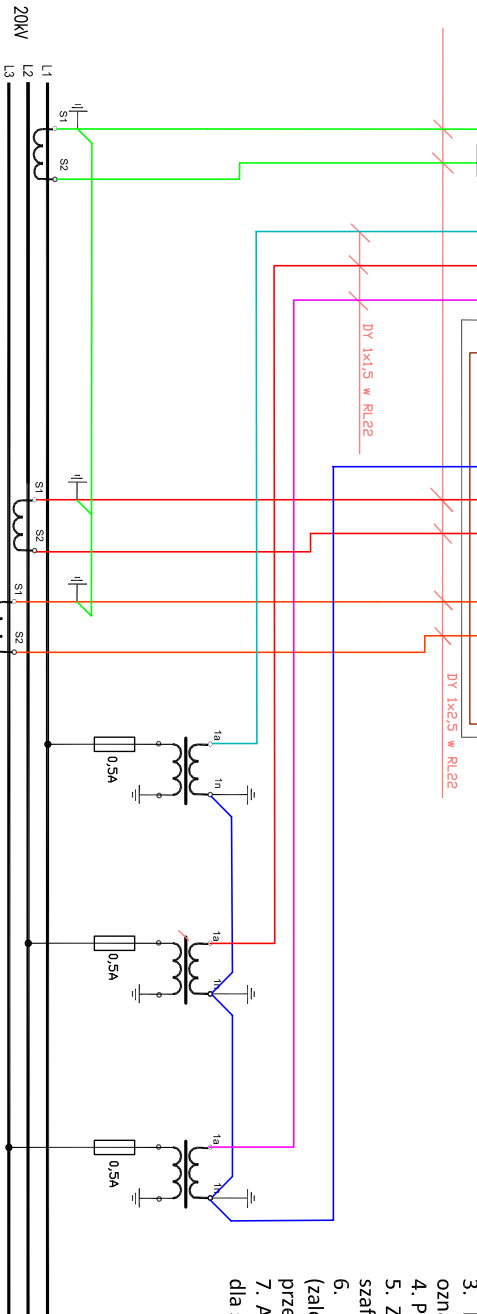 3.
ozn
4. P
5. Z
szaf
6.
(zale
prze
7. A
dla
DY 1x2,5 w RL22
DY 1x1,5 w RL22
1a 1n 1a 1n 1a 1n
0,5A 0,5A 0,5A
S1 S2
S1 S2
S1 S2
20kV
L1
L2
L3